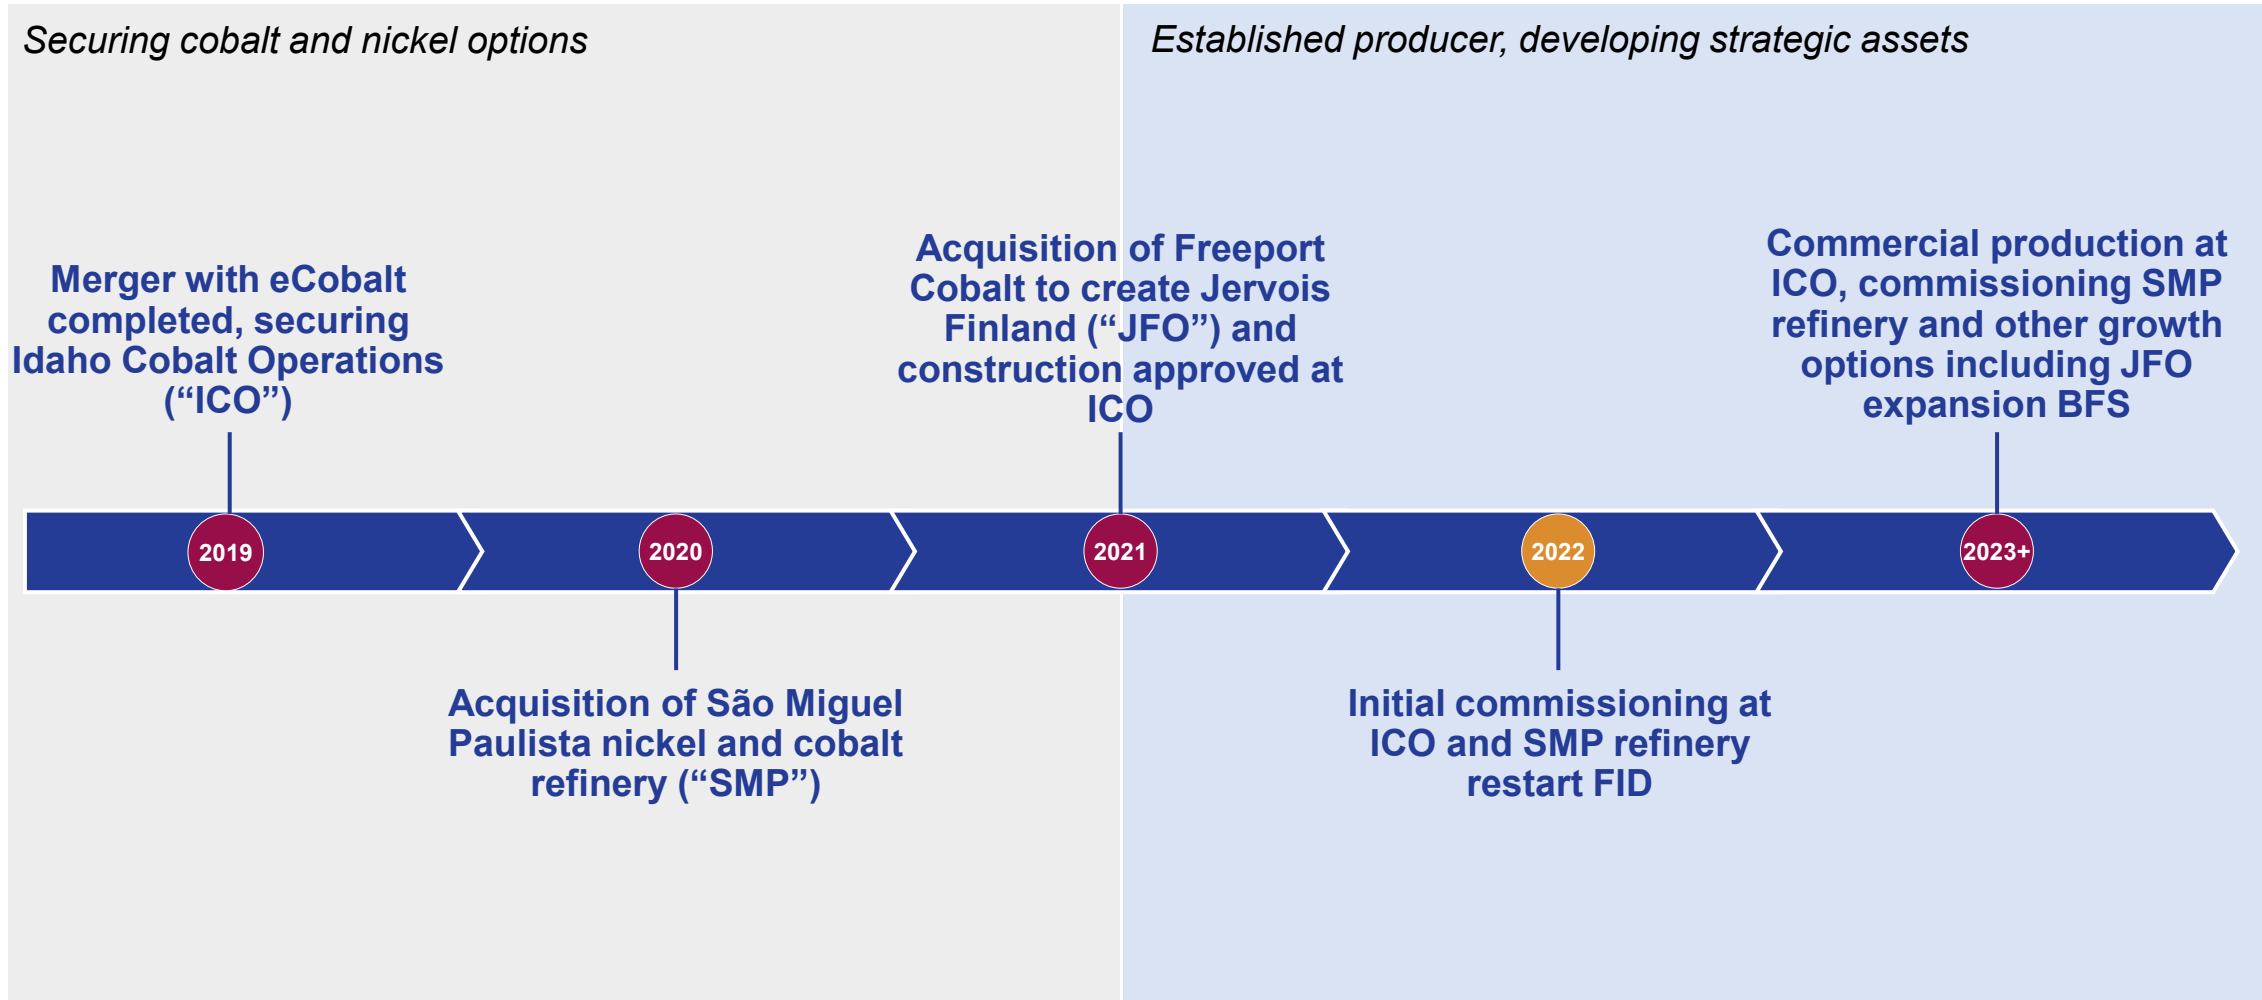 Securing cobalt and nickel options
Established producer, developing strategic assets
Merger with eCobalt
completed, securing
Idaho Cobalt Operations
(“ICO”)
Acquisition of Freeport
Cobalt to create Jervois
Finland (“JFO”) and
construction approved at
ICO
Commercial production at
ICO, commissioning SMP
refinery and other growth
options including JFO
expansion BFS
2019
2020
2021
2022
2023+
Acquisition of São Miguel
Paulista nickel and cobalt
refinery (“SMP”)
Initial commissioning at
ICO and SMP refinery
restart FID